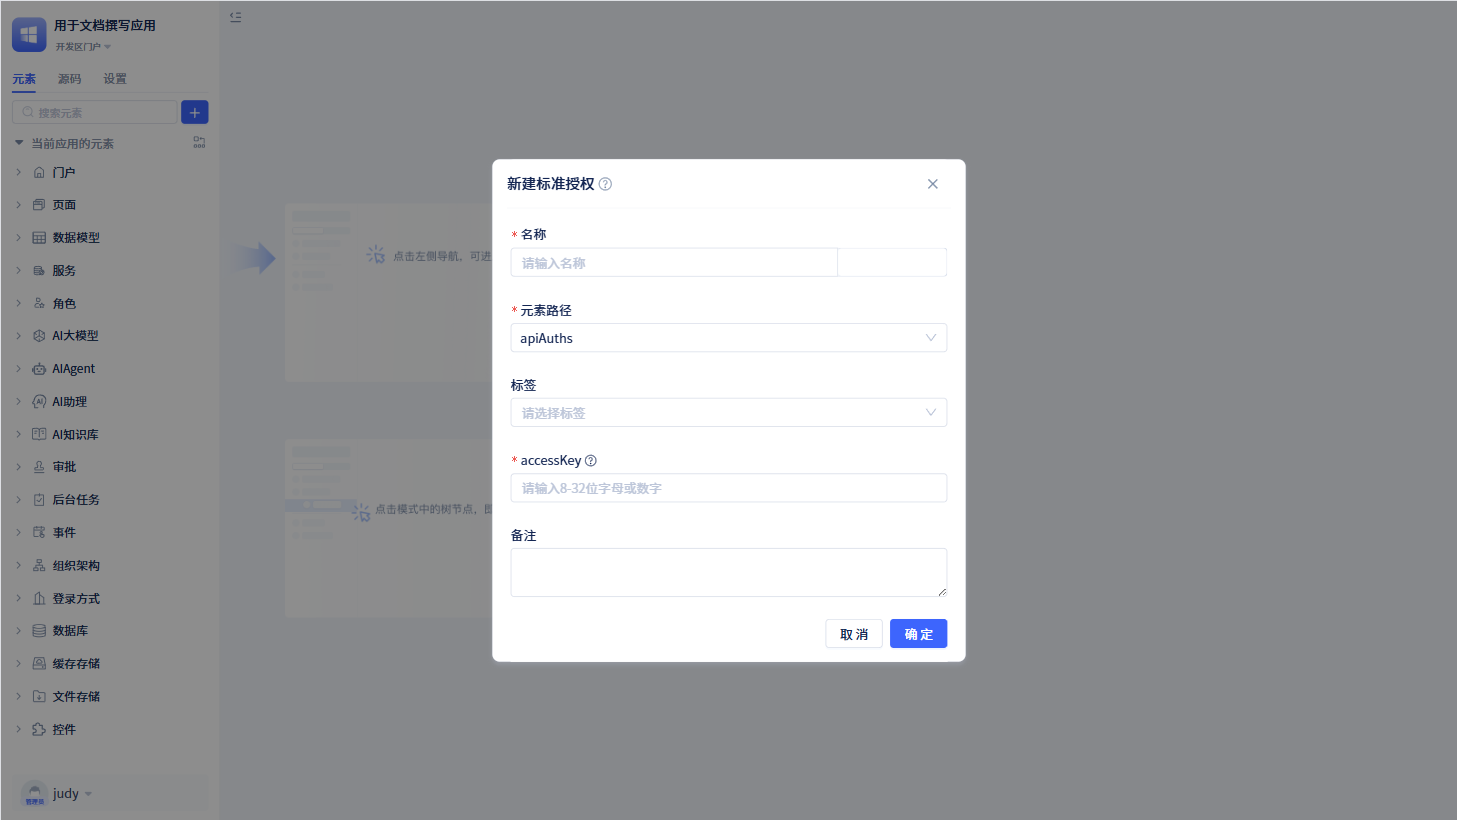 用于文档撰写应用
开发区门户
元素
源码
设置
搜索元素
当前应用的元素
门户
页面
数据模型
服务
角色
AI大模型
AIAgent
AI助理
AI知识库
审批
后台任务
事件
组织架构
登录方式
数据库
缓存存储
文件存储
控件
管理员
judy
点击左侧导航，可进
点击模式中的树节点，即
新建标准授权
* 名称
请输入名称
* 元素路径
apiAuths
标签
请选择标签
* accessKey
请输入8-32位字母或数字
备注
取 消
确 定